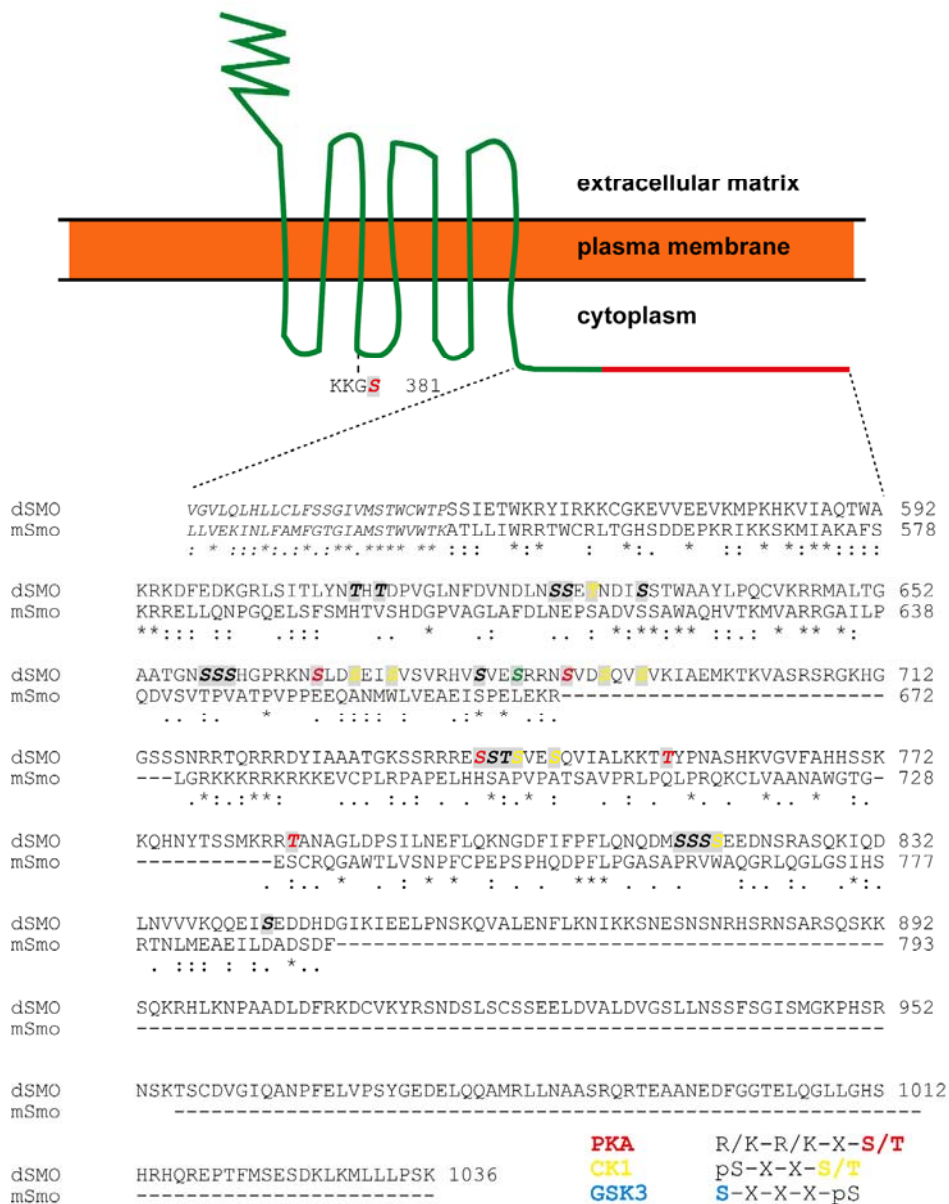 extracellular matrix
plasma membrane
cytoplasm
KKGS 381
dSMO VGVLQLHLLCLFSSGIVMSTWCWTPSSIETWKRYIRKKCGKEVVEEVKMPKHKVIAQTWA 592
mSmo LLVEKINLFAMFGTGIAMSTWVWTKATLLIWRRTWCRLTGHSDDEPKRIKKSKMIAKAFS 578
: * :::*:.:*.:**.**** ** ::: *:* : . * . : * . **:**:::
dSMO KRKDFEDKGRLSITLYNTHTDPVGLNFDVNDLNSSETNDISSTWAAYLPQCVKRRMALTG 652
mSmo KRRELLQNPGQELSFSMHTVSHDGPVAGLAFDLNEPSADVSSAWAQHVTKMVARRGAILP 638
dSMO AATGNSSSHGPRKNSLDSEISVSVRHVSVESRRNSVDSQVSVKIAEMKTKVASRSRGKHG 712
mSmo QDVSVTPVATPVPPEEQANMWLVEAEISPELEKR-------------------------- 672
dSMO GSSSNRRTQRRRDYIAAATGKSSRRRESSTSVESQVIALKKTTYPNASHKVGVFAHHSSK 772
mSmo ---LGRKKKRRKRKKEVCPLRPAPELHHSAPVPATSAVPRLPQLPRQKCLVAANAWGTG- 728
dSMO KQHNYTSSMKRRTANAGLDPSILNEFLQKNGDFIFPFLQNQDMSSSSEEDNSRASQKIQD 832
mSmo -----------ESCRQGAWTLVSNPFCPEPSPHQDPFLPGASAPRVWAQGRLQGLGSIHS 777
dSMO LNVVVKQQEISEDDHDGIKIEELPNSKQVALENFLKNIKKSNESNSNRHSRNSARSQSKK 892
mSmo RTNLMEAEILDADSDF-------------------------------------------- 793
. ::: : :. *..
dSMO SQKRHLKNPAADLDFRKDCVKYRSNDSLSCSSEELDVALDVGSLLNSSFSGISMGKPHSR 952
mSmo ------------------------------------------------------------
dSMO NSKTSCDVGIQANPFELVPSYGEDELQQAMRLLNAASRQRTEAANEDFGGTELQGLLGHS 1012
mSmo ------------------------------------------------------------
PKA R/K-R/K-X-S/T
CK1 pS-X-X-S/T
GSK3 S-X-X-X-pS
dSMO HRHQREPTFMSESDKLKMLLLPSK 1036
mSmo ------------------------